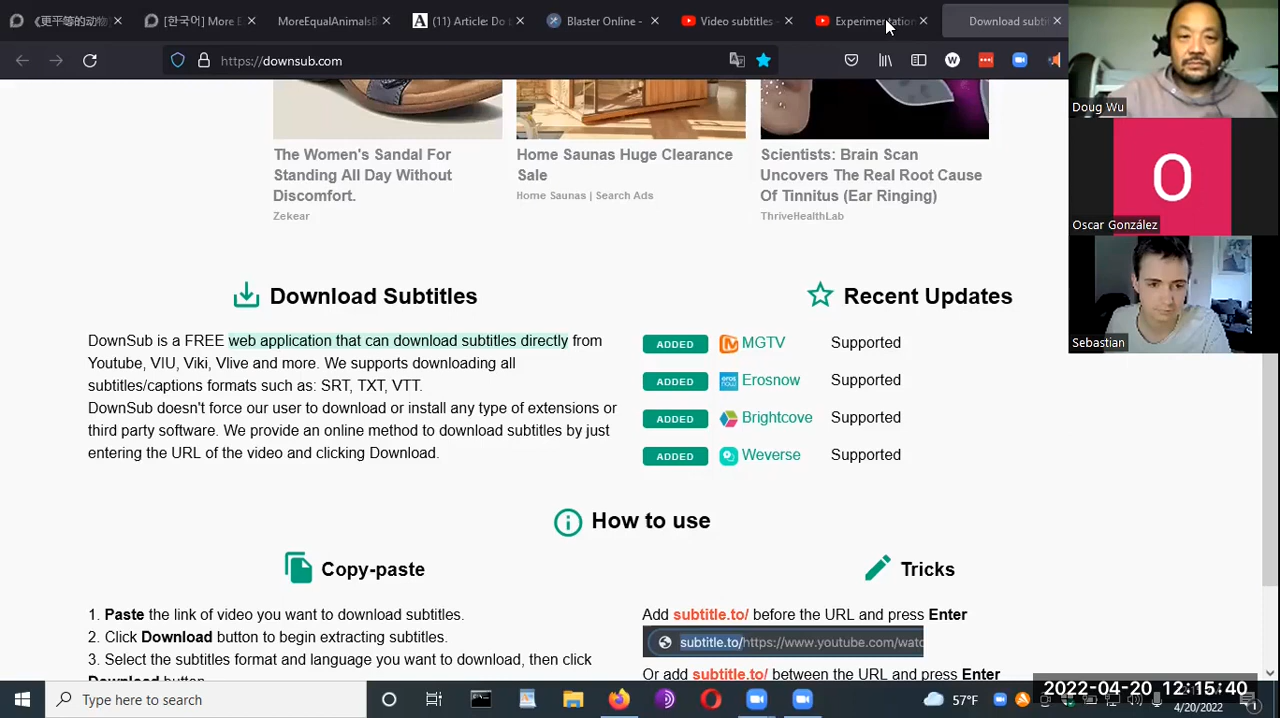 《更平等的动物
[한국어] More E
MoreEqualAnimalsB
(11) Article: Do
Blaster Online -
Video subtitles -
Experimentation
Download subti
https://downsub.com
Doug Wu
O
Oscar González
Sebastian
The Women's Sandal For
Standing All Day Without
Discomfort.
Zekear
Home Saunas Huge Clearance
Sale
Home Saunas | Search Ads
Scientists: Brain Scan
Uncovers The Real Root Cause
Of Tinnitus (Ear Ringing)
ThriveHealthLab
Download Subtitles
DownSub is a FREE web application that can download subtitles directly from
Youtube, VIU, Viki, Vlive and more. We supports downloading all
subtitles/captions formats such as: SRT, TXT, VTT.
DownSub doesn't force our user to download or install any type of extensions or
third party software. We provide an online method to download subtitles by just
entering the URL of the video and clicking Download.
Recent Updates
ADDED MGTV Supported
ADDED Erosnow Supported
ADDED Brightcove Supported
ADDED Weverse Supported
How to use
Copy-paste
1. Paste the link of video you want to download subtitles.
2. Click Download button to begin extracting subtitles.
3. Select the subtitles format and language you want to download, then click
Download button
Tricks
Add subtitle.to/ before the URL and press Enter
subtitle.to/https://www.youtube.com/watc
Or add subtitle.to/ between the URL and press Enter
Type here to search
57°F
2022-04-20 12:15:40
4/20/2022